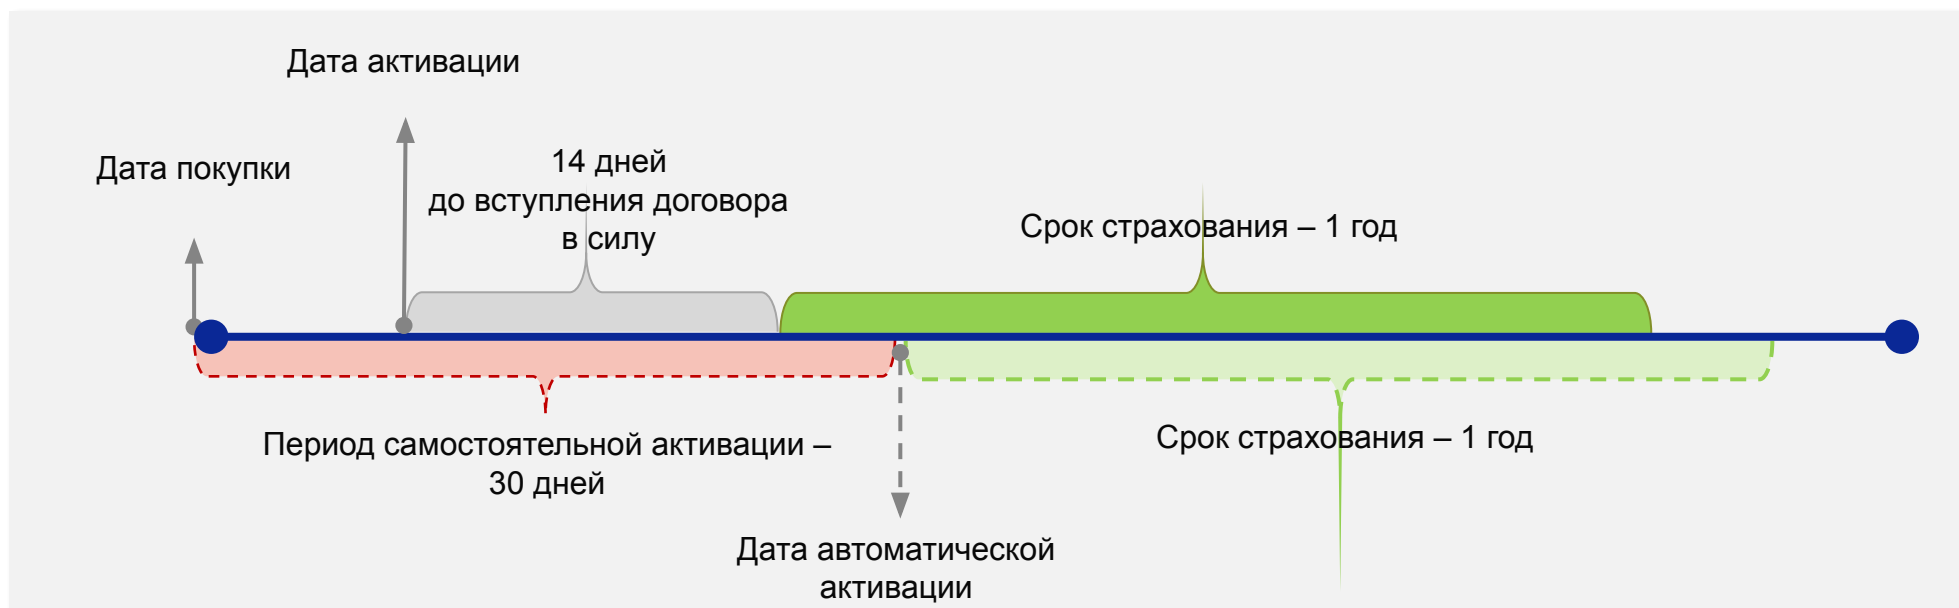 Дата активации
Дата покупки
14 дней
до вступления договора
в силу
Срок страхования – 1 год
Период самостоятельной активации –
30 дней
Срок страхования – 1 год
Дата автоматической
активации